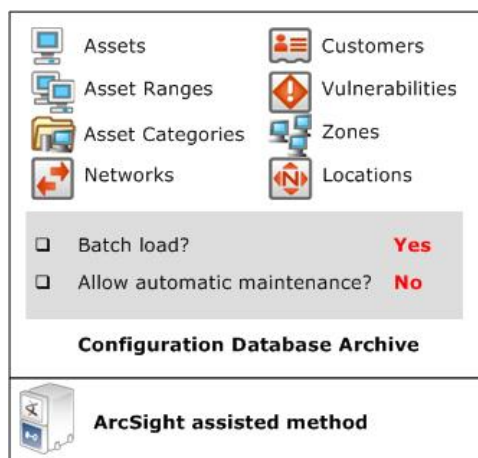 Assets
Customers
Asset Ranges
Vulnerabilities
Asset Categories
Zones
Networks
N
Locations
Batch load? Yes
Allow automatic maintenance? No
Configuration Database Archive
ArcSight assisted method